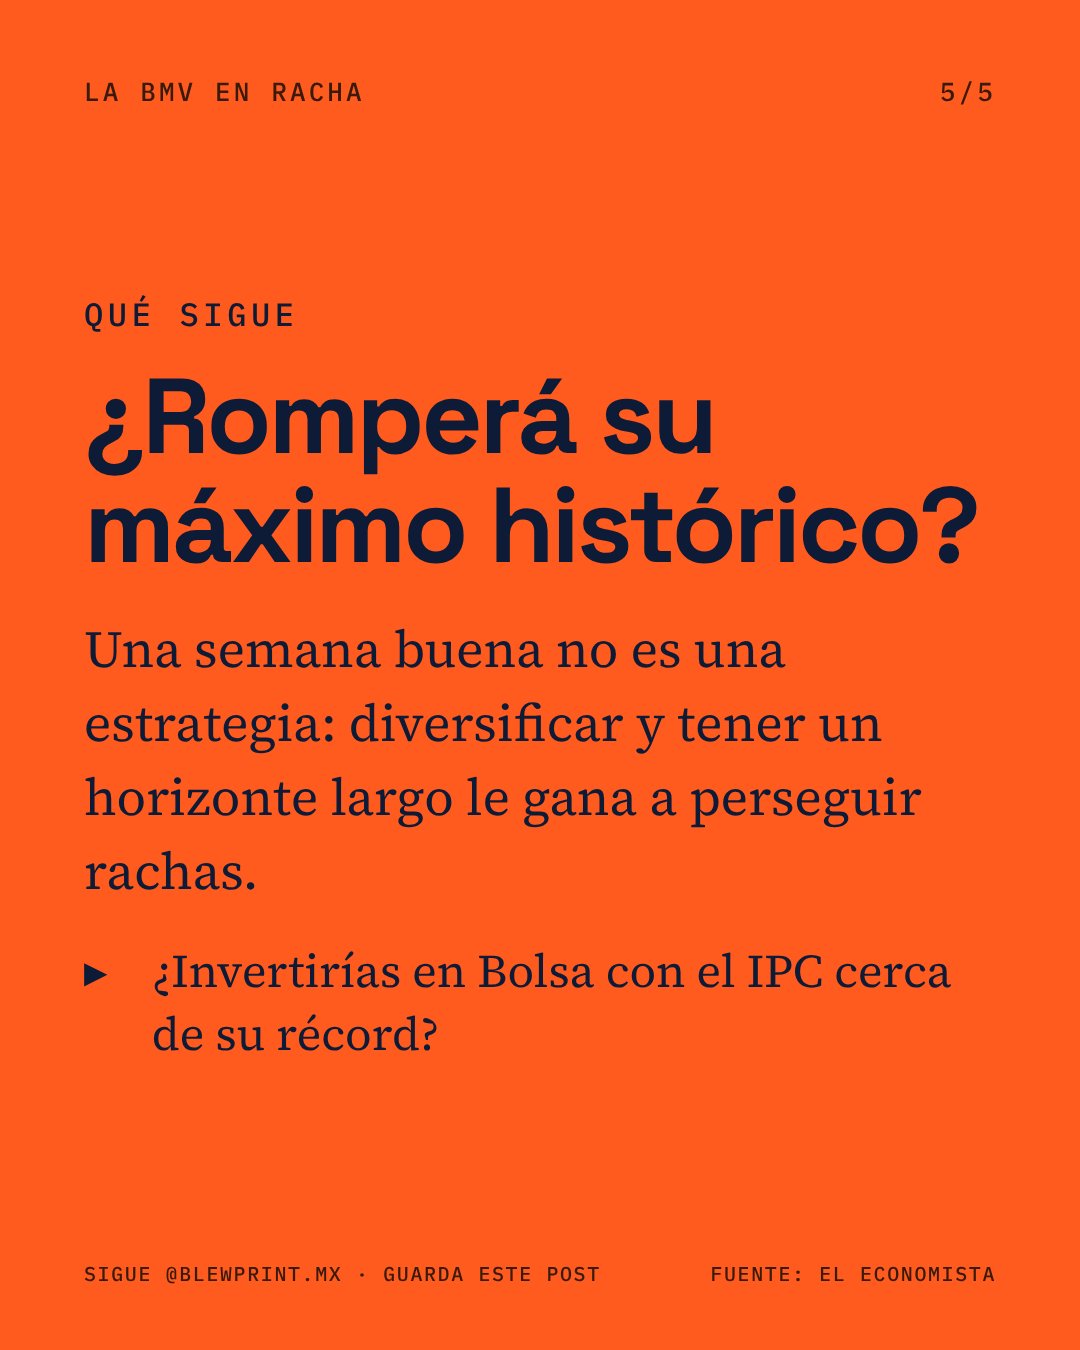 LA BMV EN RACHA
5/5
QUÉ SIGUE
¿Romperá su
máximo histórico?
Una semana buena no es una
estrategia: diversificar y tener un
horizonte largo le gana a perseguir
rachas.
▶ ¿Invertirías en Bolsa con el IPC cerca
de su récord?
SIGUE @BLEWPRINT.MX · GUARDA ESTE POST
FUENTE: EL ECONOMISTA